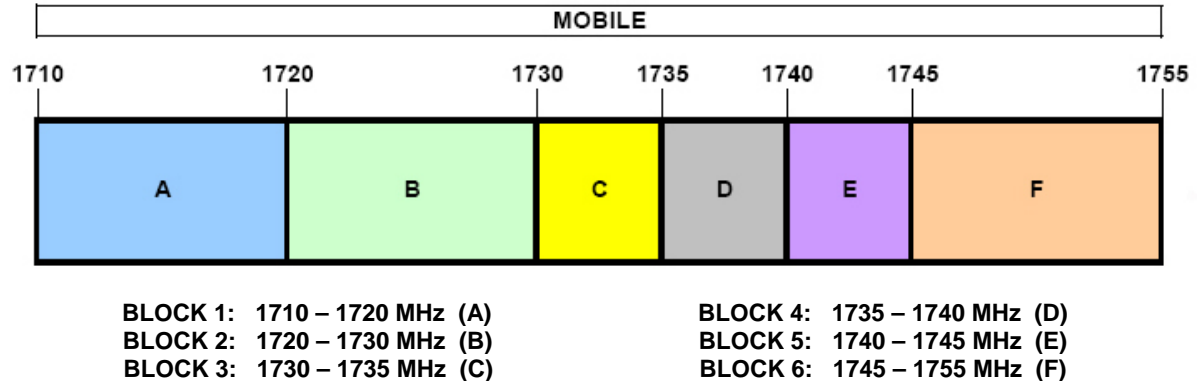 MOBILE
1710 1720 1730 1735 1740 1745 1755
A B C D E F
BLOCK 1: 1710 – 1720 MHz (A)
BLOCK 2: 1720 – 1730 MHz (B)
BLOCK 3: 1730 – 1735 MHz (C)
BLOCK 4: 1735 – 1740 MHz (D)
BLOCK 5: 1740 – 1745 MHz (E)
BLOCK 6: 1745 – 1755 MHz (F)